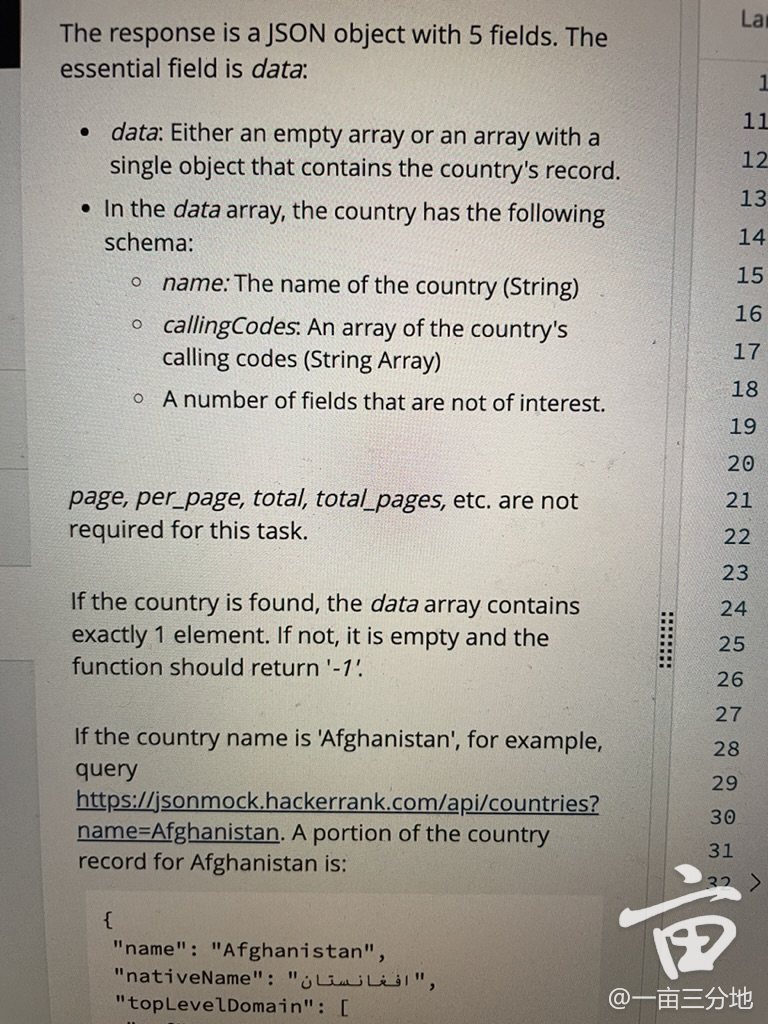 The response is a JSON object with 5 fields. The
essential field is data:
• data: Either an empty array or an array with a
single object that contains the country's record.
• In the data array, the country has the following
schema:
○ name: The name of the country (String)
○ callingCodes: An array of the country's
calling codes (String Array)
○ A number of fields that are not of interest.
page, per_page, total, total_pages, etc. are not
required for this task.
If the country is found, the data array contains
exactly 1 element. If not, it is empty and the
function should return '-1'.
If the country name is 'Afghanistan', for example,
query
https://jsonmock.hackerrank.com/api/countries?
name=Afghanistan. A portion of the country
record for Afghanistan is:
{
"name": "Afghanistan",
"nativeName": "افغانستان",
"topLevelDomain": [
11
12
13
14
15
16
17
18
19
20
21
22
23
24
25
26
27
28
29
30
31
32 >
亩
@一亩三分地